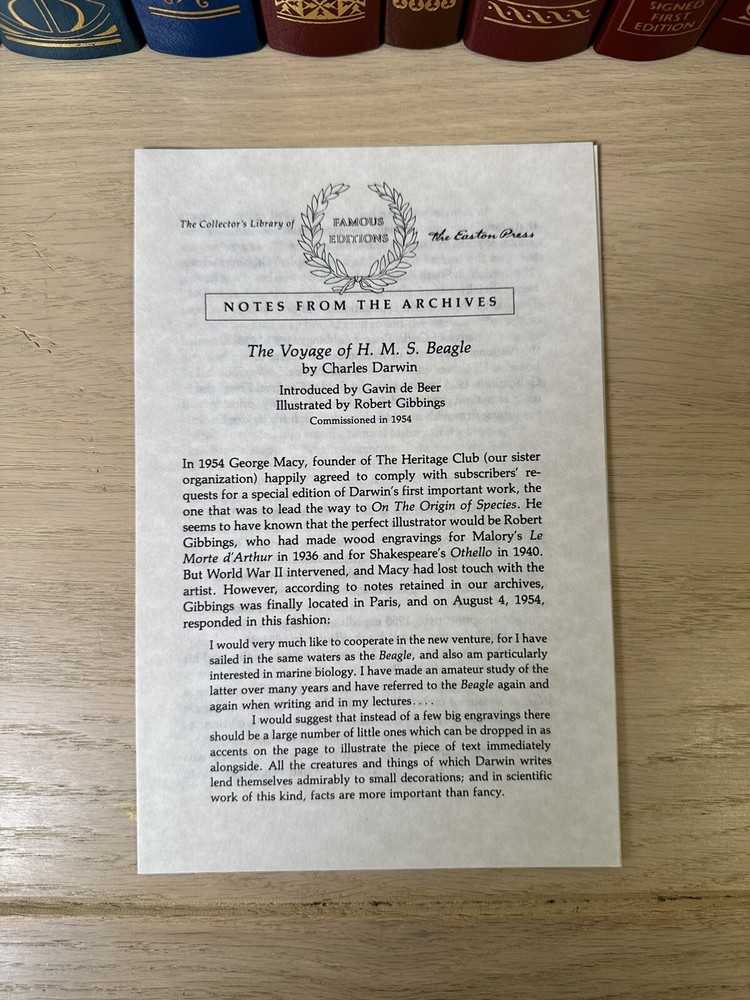 SIGNED
FIRST
EDITION
The Collector's Library of
FAMOUS
EDITIONS
The Easton Press
NOTES FROM THE ARCHIVES
The Voyage of H. M. S. Beagle
by Charles Darwin
Introduced by Gavin de Beer
Illustrated by Robert Gibbings
Commissioned in 1954
In 1954 George Macy, founder of The Heritage Club (our sister
organization) happily agreed to comply with subscribers' re-
quests for a special edition of Darwin's first important work, the
one that was to lead the way to On The Origin of Species. He
seems to have known that the perfect illustrator would be Robert
Gibbings, who had made wood engravings for Malory's Le
Morte d'Arthur in 1936 and for Shakespeare's Othello in 1940.
But World War II intervened, and Macy had lost touch with the
artist. However, according to notes retained in our archives,
Gibbings was finally located in Paris, and on August 4, 1954,
responded in this fashion:
I would very much like to cooperate in the new venture, for I have
sailed in the same waters as the Beagle, and also am particularly
interested in marine biology. I have made an amateur study of the
latter over many years and have referred to the Beagle again and
again when writing and in my lectures....
I would suggest that instead of a few big engravings there
should be a large number of little ones which can be dropped in as
accents on the page to illustrate the piece of text immediately
alongside. All the creatures and things of which Darwin writes
lend themselves admirably to small decorations; and in scientific
work of this kind, facts are more important than fancy.